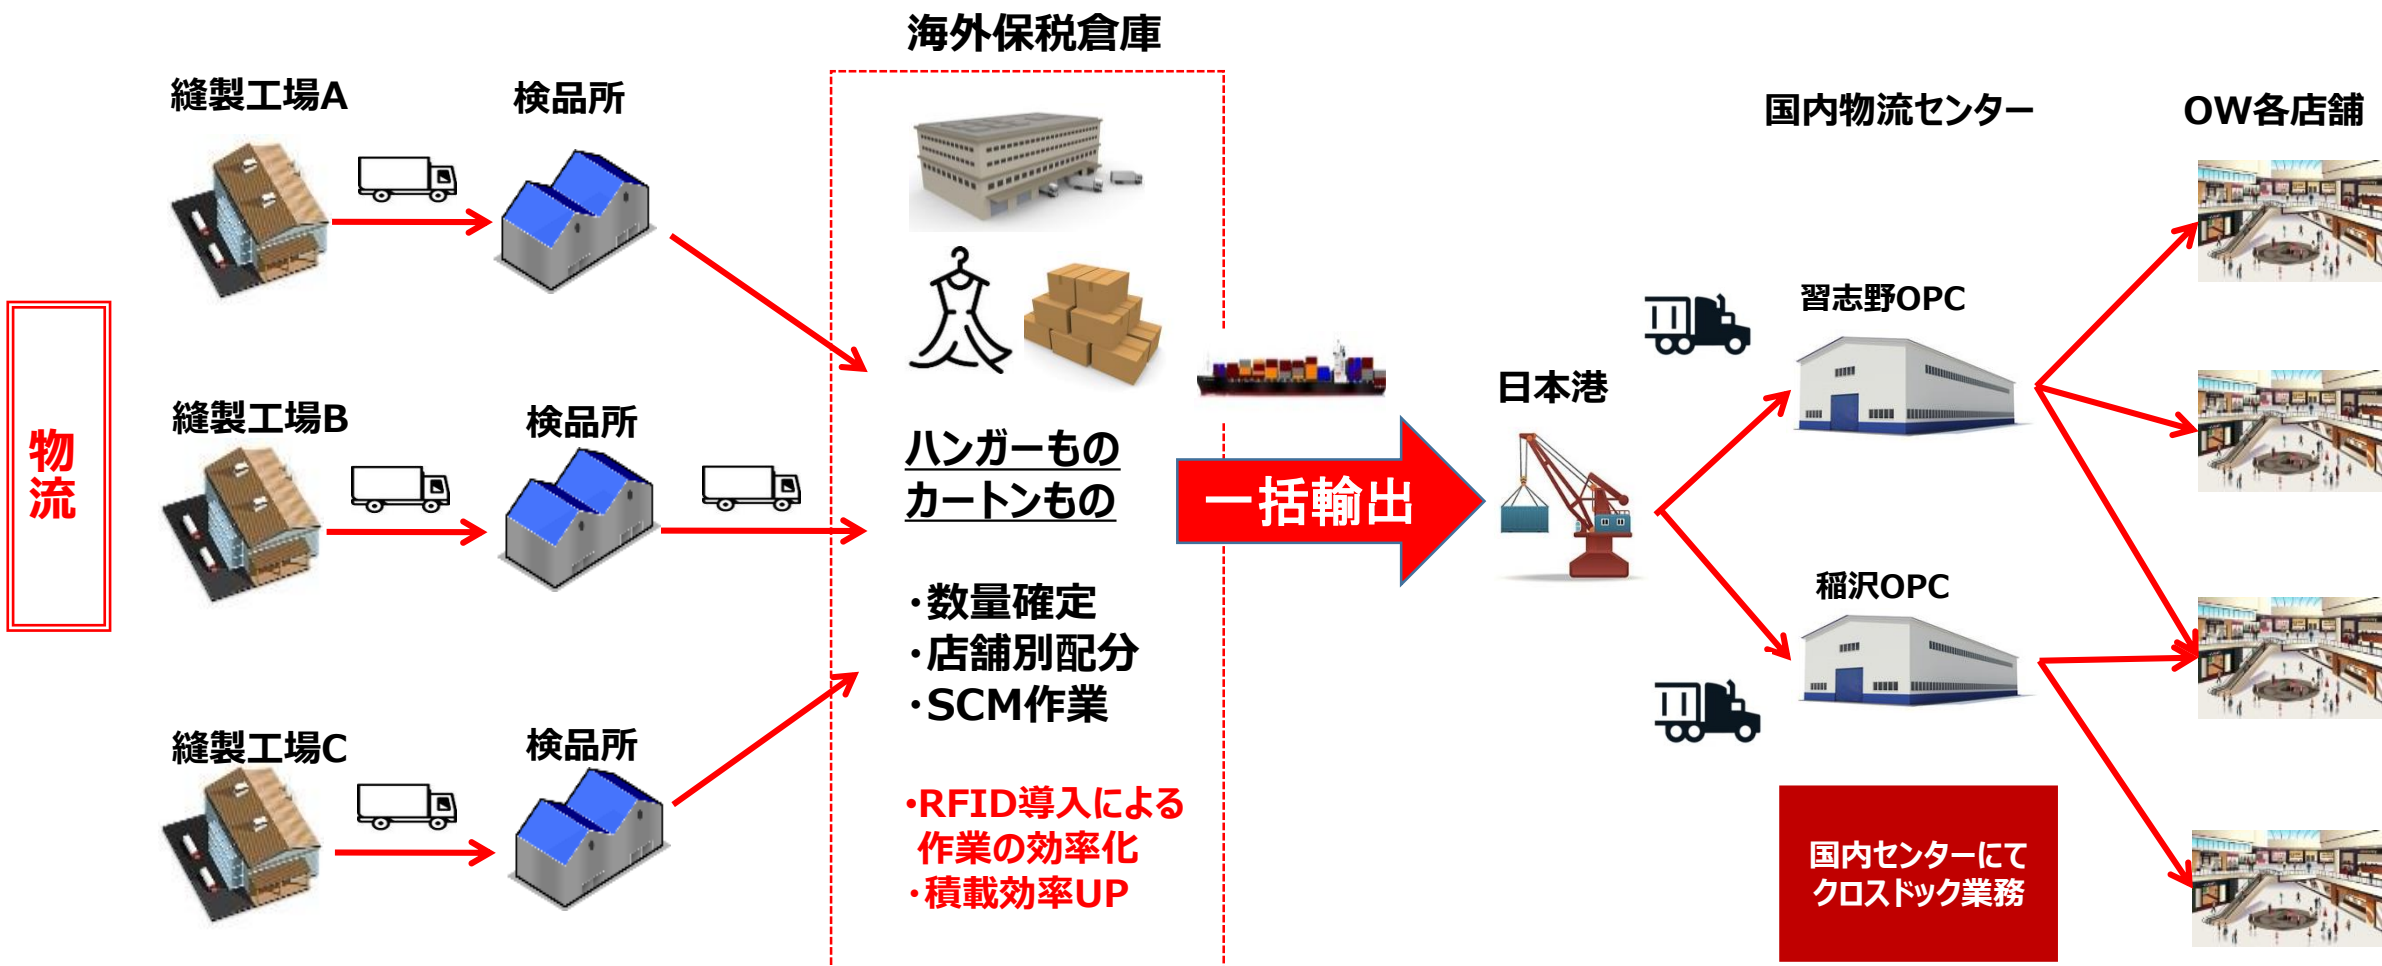 海外保税倉庫
縫製工場A
検品所
国内物流センター
OW各店舗
習志野OPC
日本港
物流
縫製工場B
検品所
ハンガーもの
カートンもの
一括輸出
・数量確定
・店舗別配分
・SCM作業
稲沢OPC
縫製工場C
検品所
・RFID導入による
作業の効率化
・積載効率UP
国内センターにて
クロスドック業務